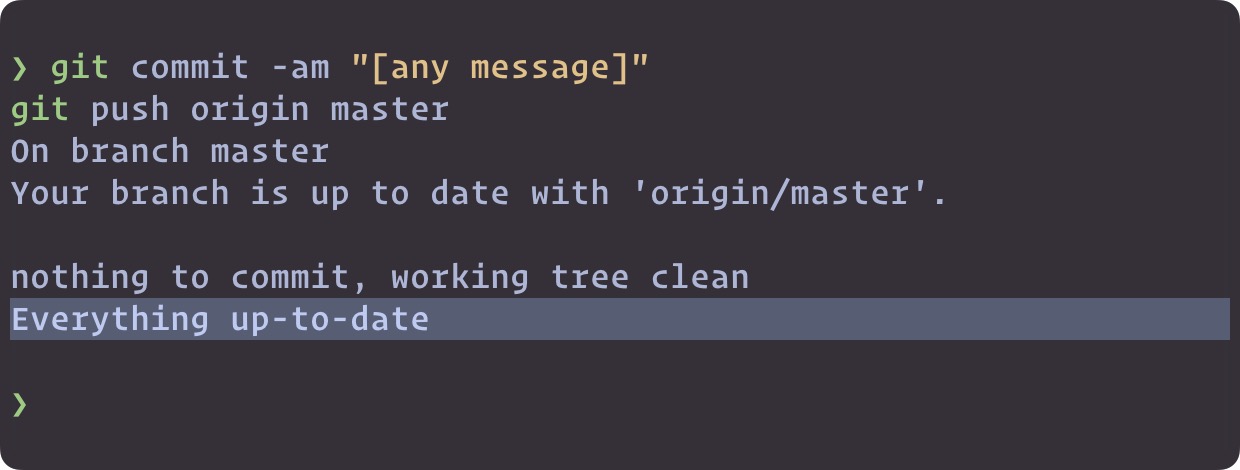 ❯ git commit -am "[any message]"
git push origin master
On branch master
Your branch is up to date with 'origin/master'.
nothing to commit, working tree clean
Everything up-to-date
❯